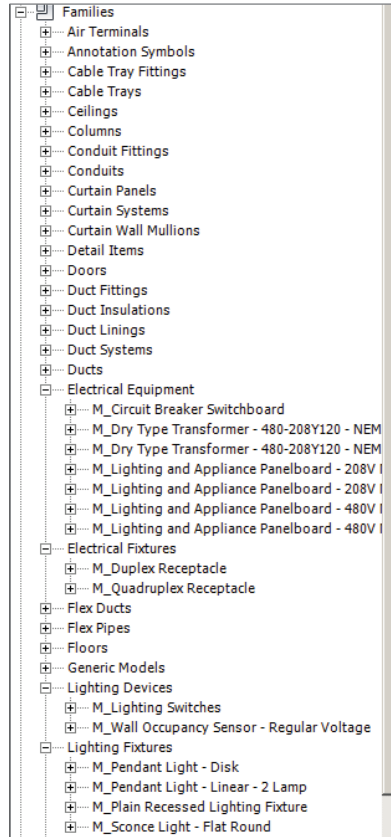 Families
Air Terminals
Annotation Symbols
Cable Tray Fittings
Cable Trays
Ceilings
Columns
Conduit Fittings
Conduits
Curtain Panels
Curtain Systems
Curtain Wall Mullions
Detail Items
Doors
Duct Fittings
Duct Insulations
Duct Linings
Duct Systems
Ducts
Electrical Equipment
M_Circuit Breaker Switchboard
M_Dry Type Transformer - 480-208Y120 - NEM
M_Dry Type Transformer - 480-208Y120 - NEM
M_Lighting and Appliance Panelboard - 208V
M_Lighting and Appliance Panelboard - 208V
M_Lighting and Appliance Panelboard - 480V
M_Lighting and Appliance Panelboard - 480V
Electrical Fixtures
M_Duplex Receptacle
M_Quadruplex Receptacle
Flex Ducts
Flex Pipes
Floors
Generic Models
Lighting Devices
M_Lighting Switches
M_Wall Occupancy Sensor - Regular Voltage
Lighting Fixtures
M_Pendant Light - Disk
M_Pendant Light - Linear - 2 Lamp
M_Plain Recessed Lighting Fixture
M_Sconce Light - Flat Round